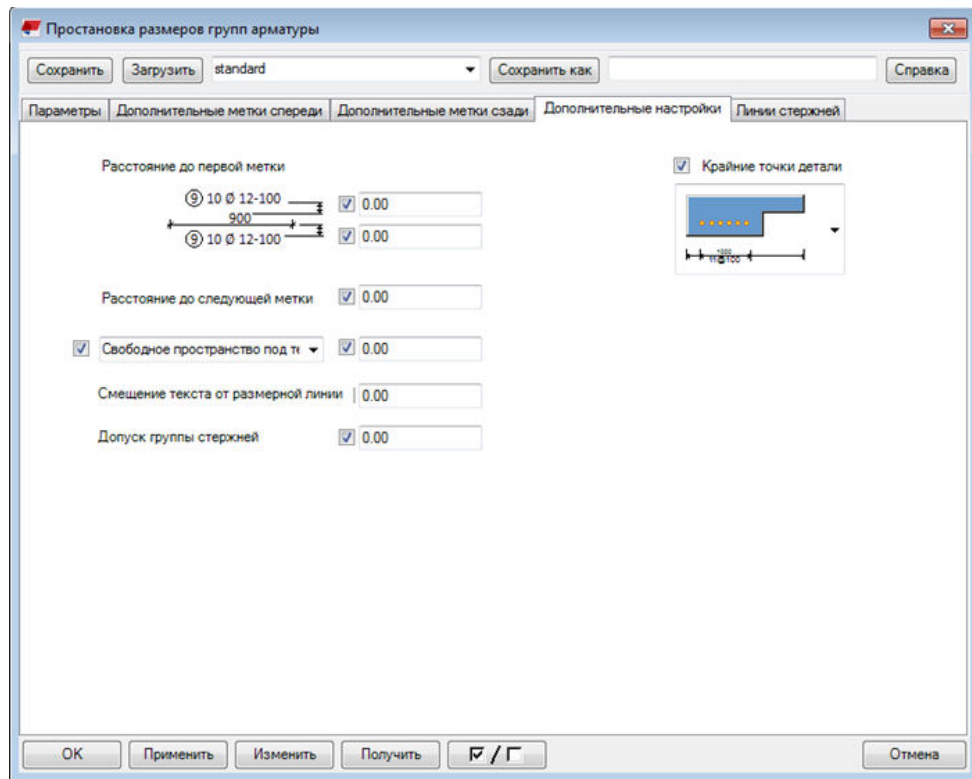 Простановка размеров групп арматуры
Сохранить Загрузить standard Сохранить как Справка
Параметры Дополнительные метки спереди Дополнительные метки сзади Дополнительные настройки Линии стержней
Расстояние до первой метки Крайние точки детали
9 10 Ø 12-100 0.00
900
9 10 Ø 12-100 0.00
Расстояние до следующей метки 0.00
Свободное пространство под те 0.00
Смещение текста от размерной линии 0.00
Допуск группы стержней 0.00
OK Применить Изменить Получить / Отмена